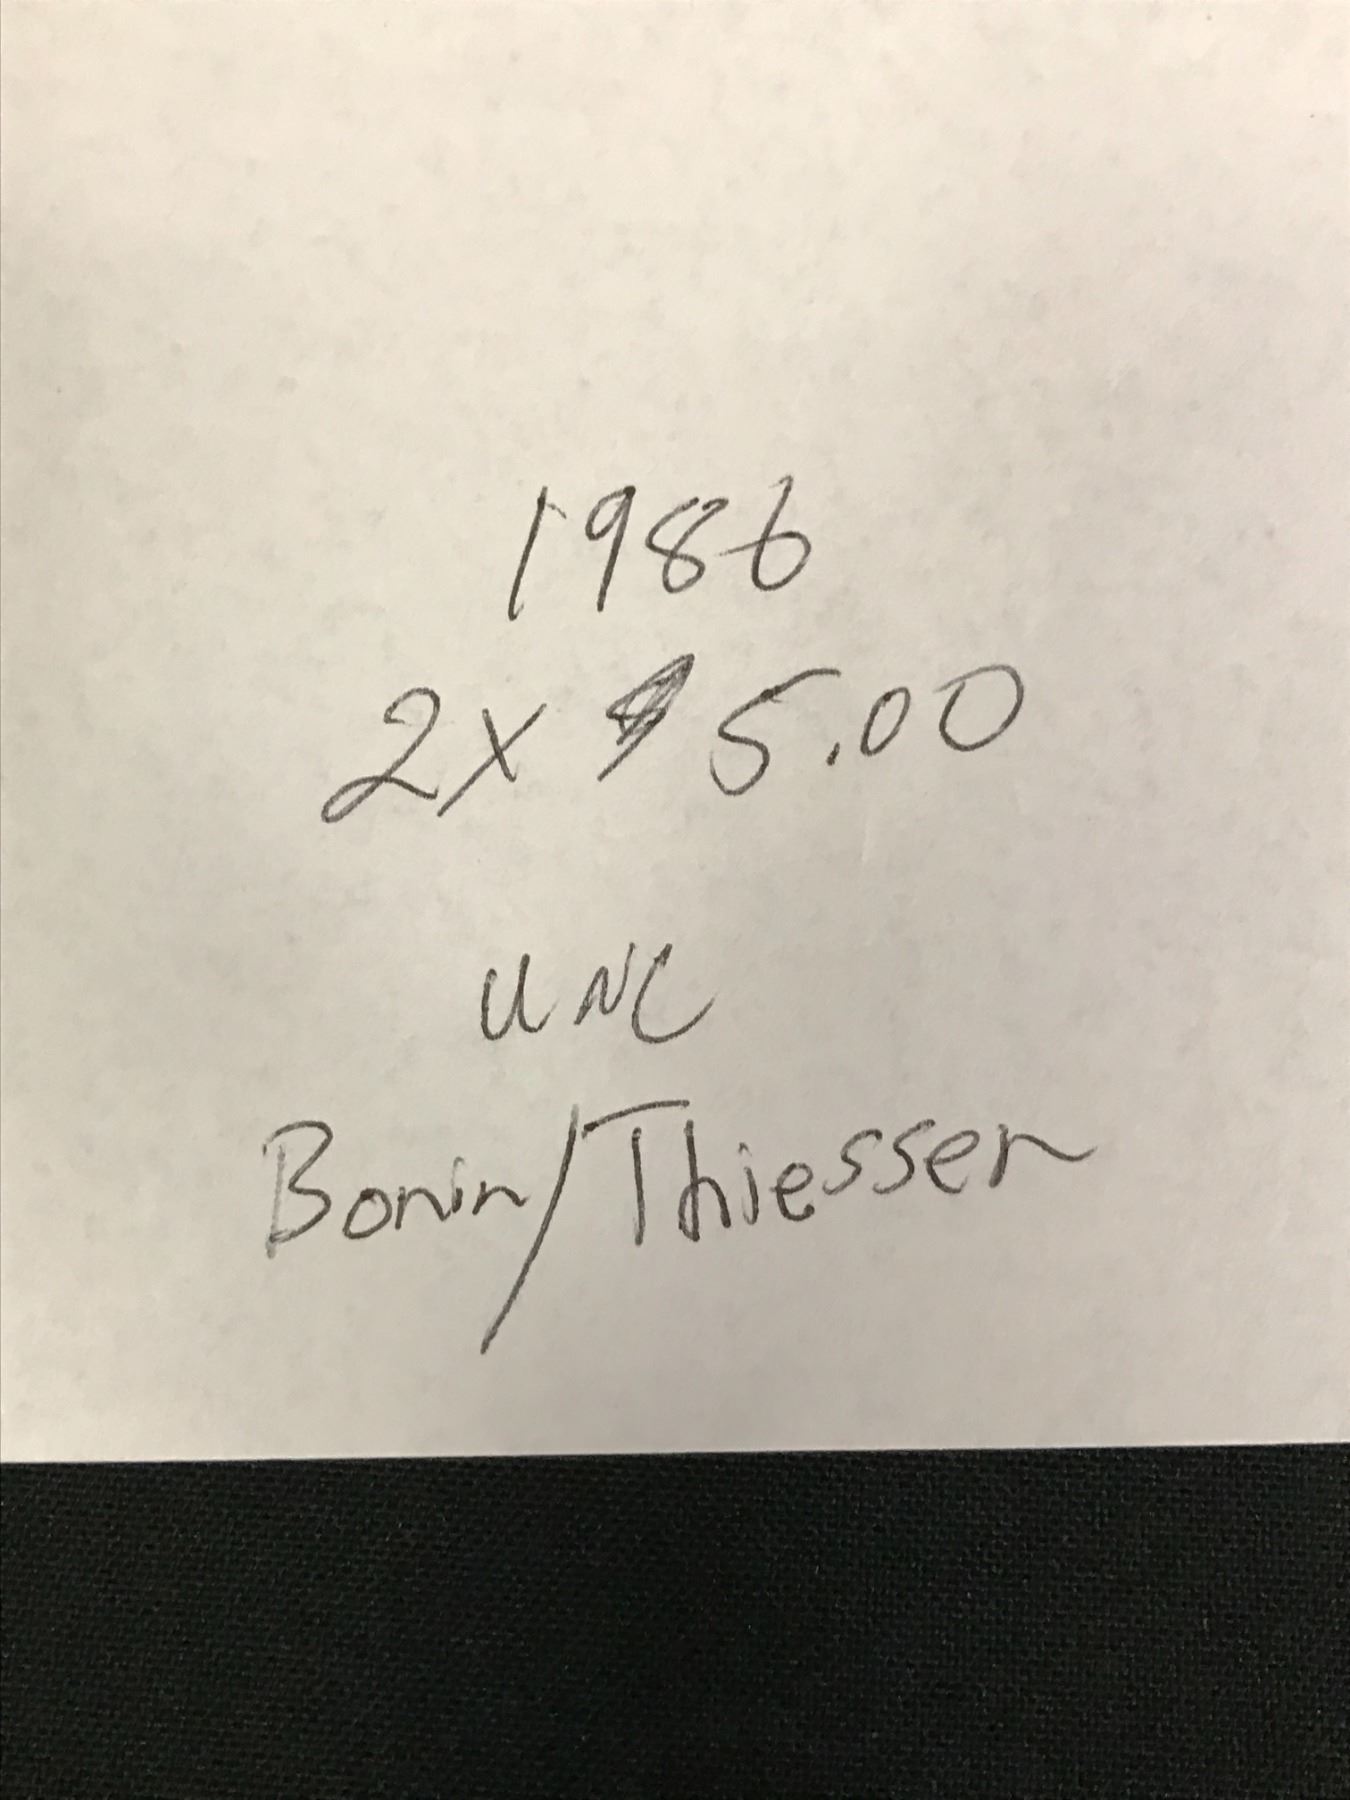 1986
2x $5.00
UNC
Bonin/Thiessen